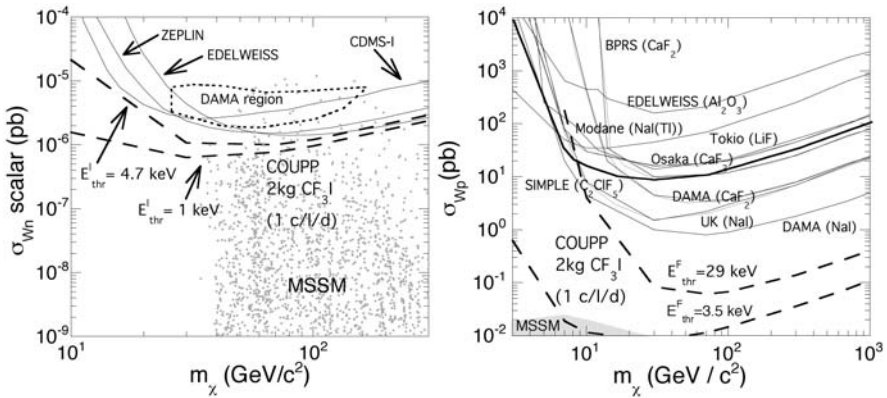 σWn scalar (pb)
10-5
10-6
10-7
10-8
10-9
ZEPLIN
EDELWEISS
CDMS-I
DAMA region
EIthr= 4.7 keV
EIthr= 1 keV
COUPP
2kg CF3I
(1 c/l/d)
MSSM
101
102
mχ (GeV/c2)
σWp (pb)
104
103
102
101
100
10-1
10-2
BPRS (CaF2)
EDELWEISS (Al2O3)
Modane (NaI(Tl))
Tokio (LiF)
Osaka (CaF2)
SIMPLE (C2ClF5)
DAMA (CaF2)
UK (NaI)
DAMA (NaI)
COUPP
2kg CF3I
(1 c/l/d)
EFthr=29 keV
EFthr=3.5 keV
MSSM
101
102
103
mχ (GeV / c2)